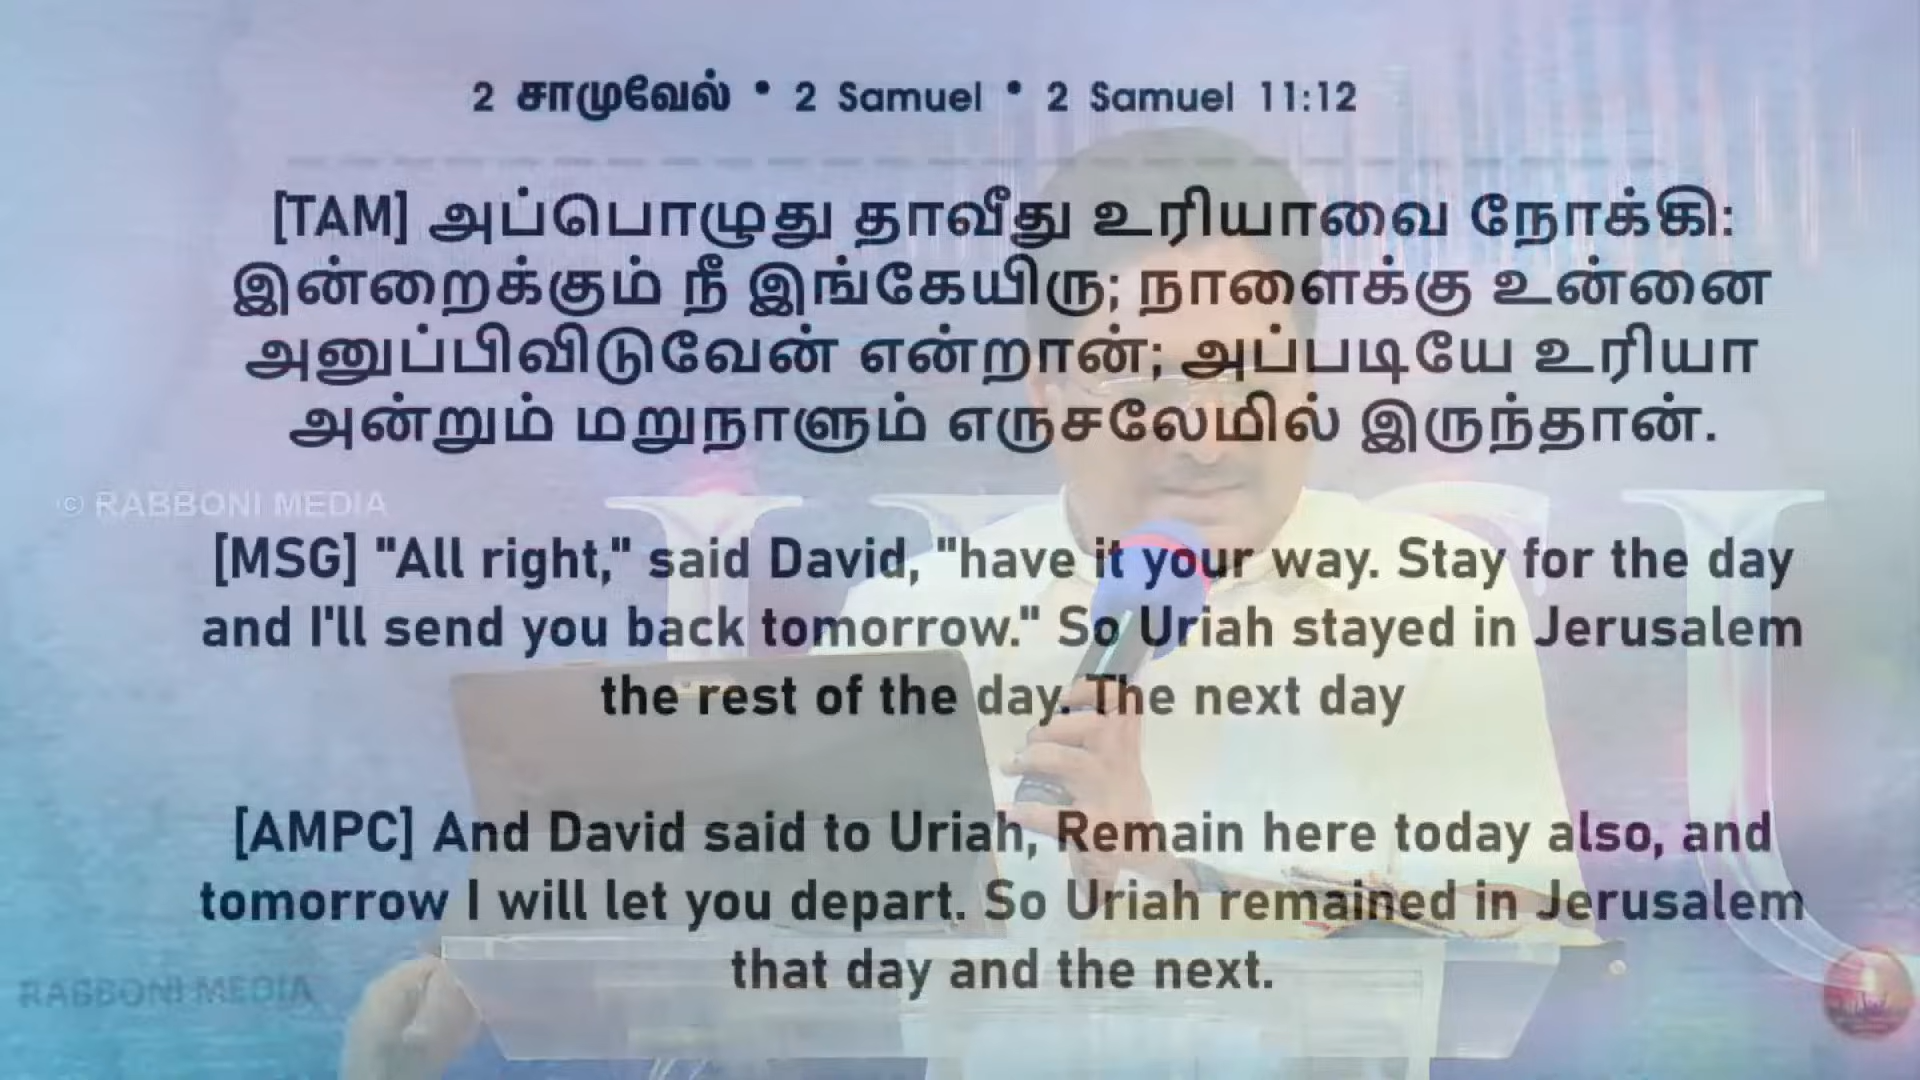 2 சாமுவேல் • 2 Samuel • 2 Samuel 11:12
[TAM] அப்பொழுது தாவீது உரியாவை நோக்கி:
இன்றைக்கும் நீ இங்கேயிரு; நாளைக்கு உன்னை
அனுப்பிவிடுவேன் என்றான்; அப்படியே உரியா
அன்றும் மறுநாளும் எருசலேமில் இருந்தான்.
© RABBONI MEDIA
[MSG] "All right," said David, "have it your way. Stay for the day
and I'll send you back tomorrow." So Uriah stayed in Jerusalem
the rest of the day. The next day
[AMPC] And David said to Uriah, Remain here today also, and
tomorrow I will let you depart. So Uriah remained in Jerusalem
that day and the next.
RABBONI MEDIA